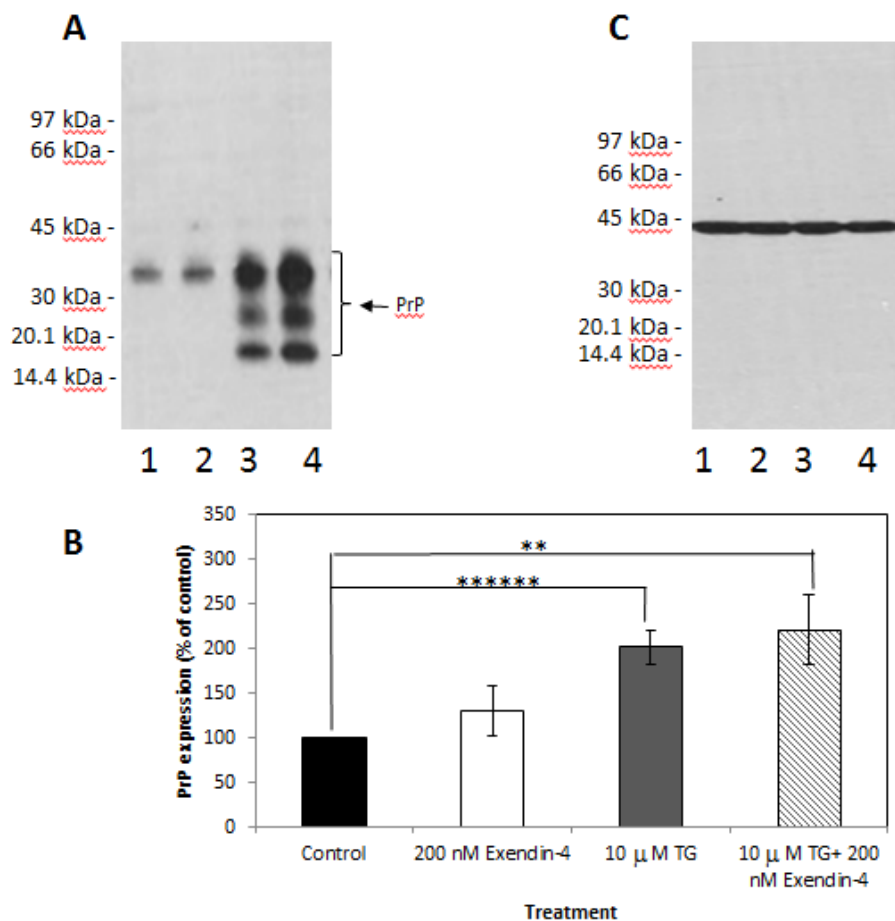 A
97 kDa -
66 kDa -
45 kDa -
30 kDa -
20.1 kDa -
14.4 kDa -
PrP
1 2 3 4
C
97 kDa -
66 kDa -
45 kDa -
30 kDa -
20.1 kDa -
14.4 kDa -
1 2 3 4
B
PrP expression (% of control)
350
300
250
200
150
100
50
0
**
******
Control
200 nM Exendin-4
10 μ M TG
10 μ M TG+ 200
nM Exendin-4
Treatment